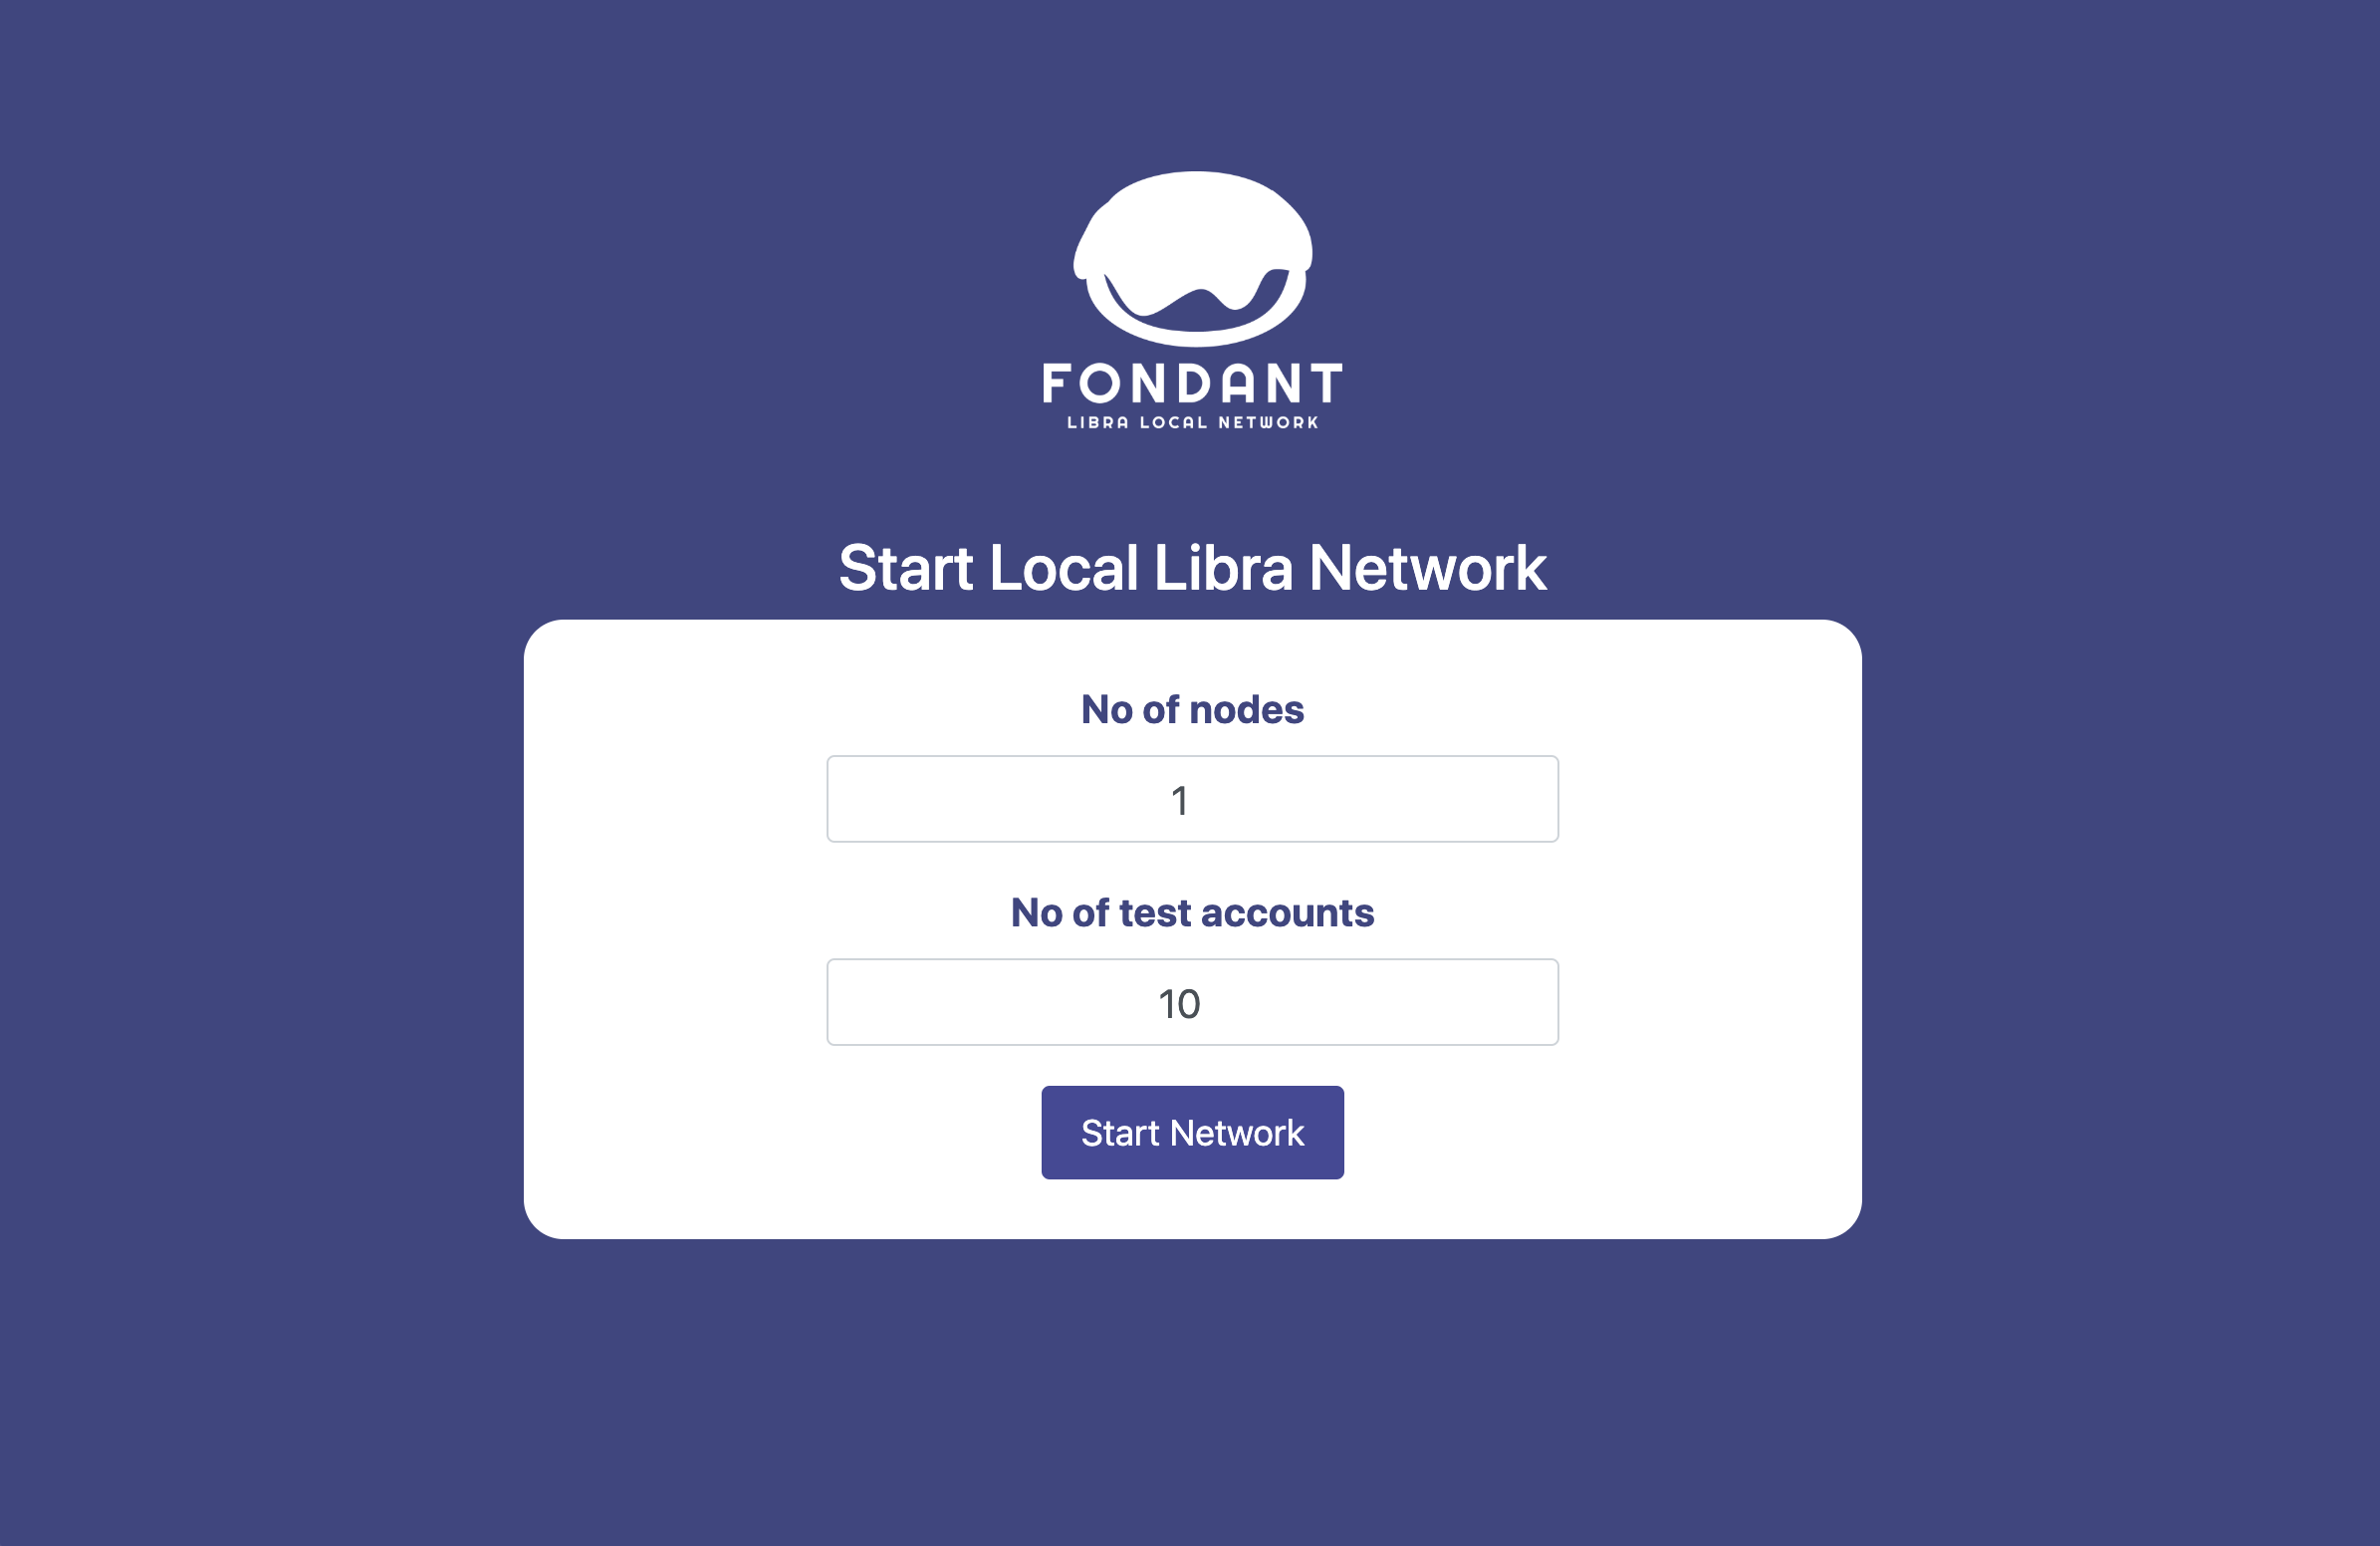 FONDANT
LIBRA LOCAL NETWORK
Start Local Libra Network
No of nodes
1
No of test accounts
10
Start Network